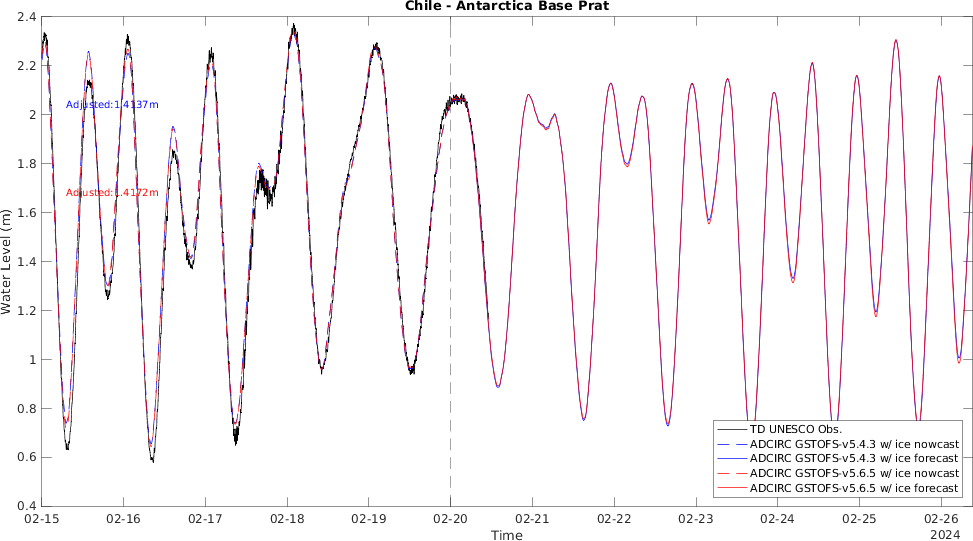 Chile - Antarctica Base Prat
2.4
2.2
2
1.8
1.6
1.4
1.2
1
0.8
0.6
0.4
Water Level (m)
Adjusted:1.4137m
Adjusted:1.4172m
TD UNESCO Obs.
ADCIRC GSTOFS-v5.4.3 w/ ice nowcast
ADCIRC GSTOFS-v5.4.3 w/ ice forecast
ADCIRC GSTOFS-v5.6.5 w/ ice nowcast
ADCIRC GSTOFS-v5.6.5 w/ ice forecast
02-15 02-16 02-17 02-18 02-19 02-20 02-21 02-22 02-23 02-24 02-25 02-26
Time
2024